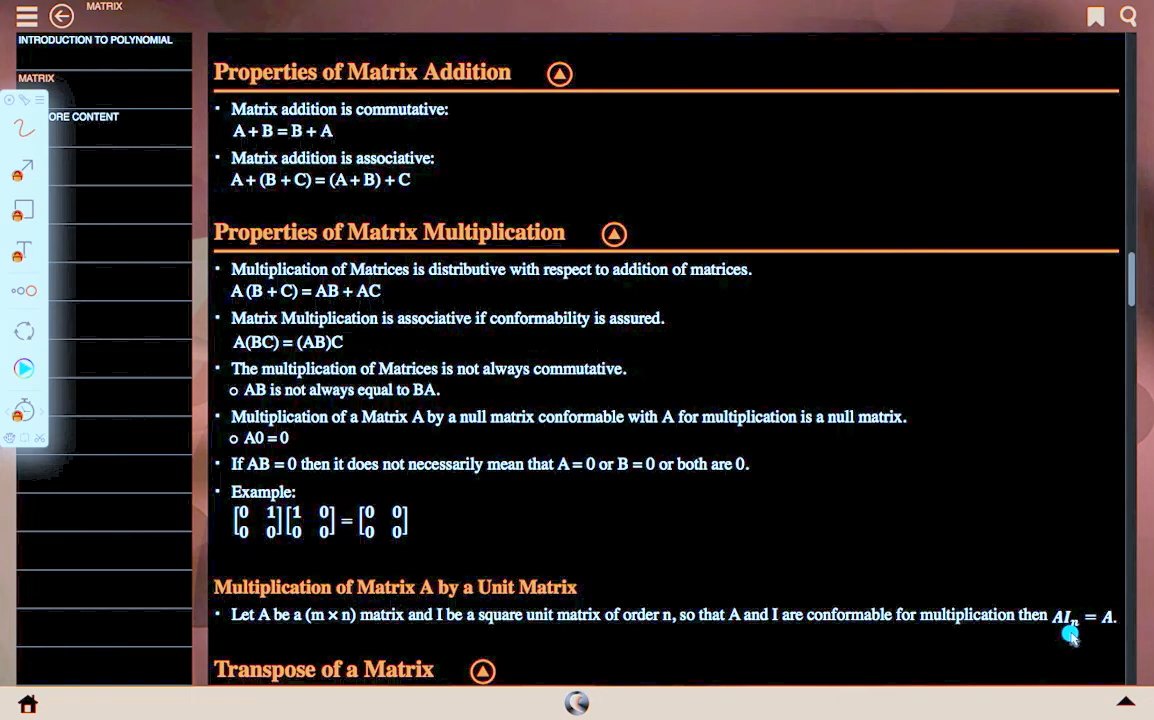 MATRIX
INTRODUCTION TO POLYNOMIAL
MATRIX
ORE CONTENT
Properties of Matrix Addition
• Matrix addition is commutative:
A + B = B + A
• Matrix addition is associative:
A + (B + C) = (A + B) + C
Properties of Matrix Multiplication
• Multiplication of Matrices is distributive with respect to addition of matrices.
A (B + C) = AB + AC
• Matrix Multiplication is associative if conformability is assured.
A(BC) = (AB)C
• The multiplication of Matrices is not always commutative.
o AB is not always equal to BA.
• Multiplication of a Matrix A by a null matrix conformable with A for multiplication is a null matrix.
o A0 = 0
• If AB = 0 then it does not necessarily mean that A = 0 or B = 0 or both are 0.
• Example:
[0 1] [1 0] = [0 0]
[0 0] [0 0]   [0 0]
Multiplication of Matrix A by a Unit Matrix
• Let A be a (m × n) matrix and I be a square unit matrix of order n, so that A and I are conformable for multiplication then AIₙ = A.
Transpose of a Matrix